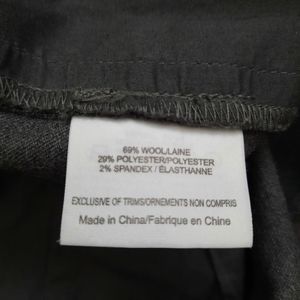 69% WOOL/LAINE
29% POLYESTER/POLYESTER
2% SPANDEX / ÉLASTHANNE
EXCLUSIVE OF TRIMS/ORNEMENTS NON COMPRIS
Made in China/Fabrique en Chine